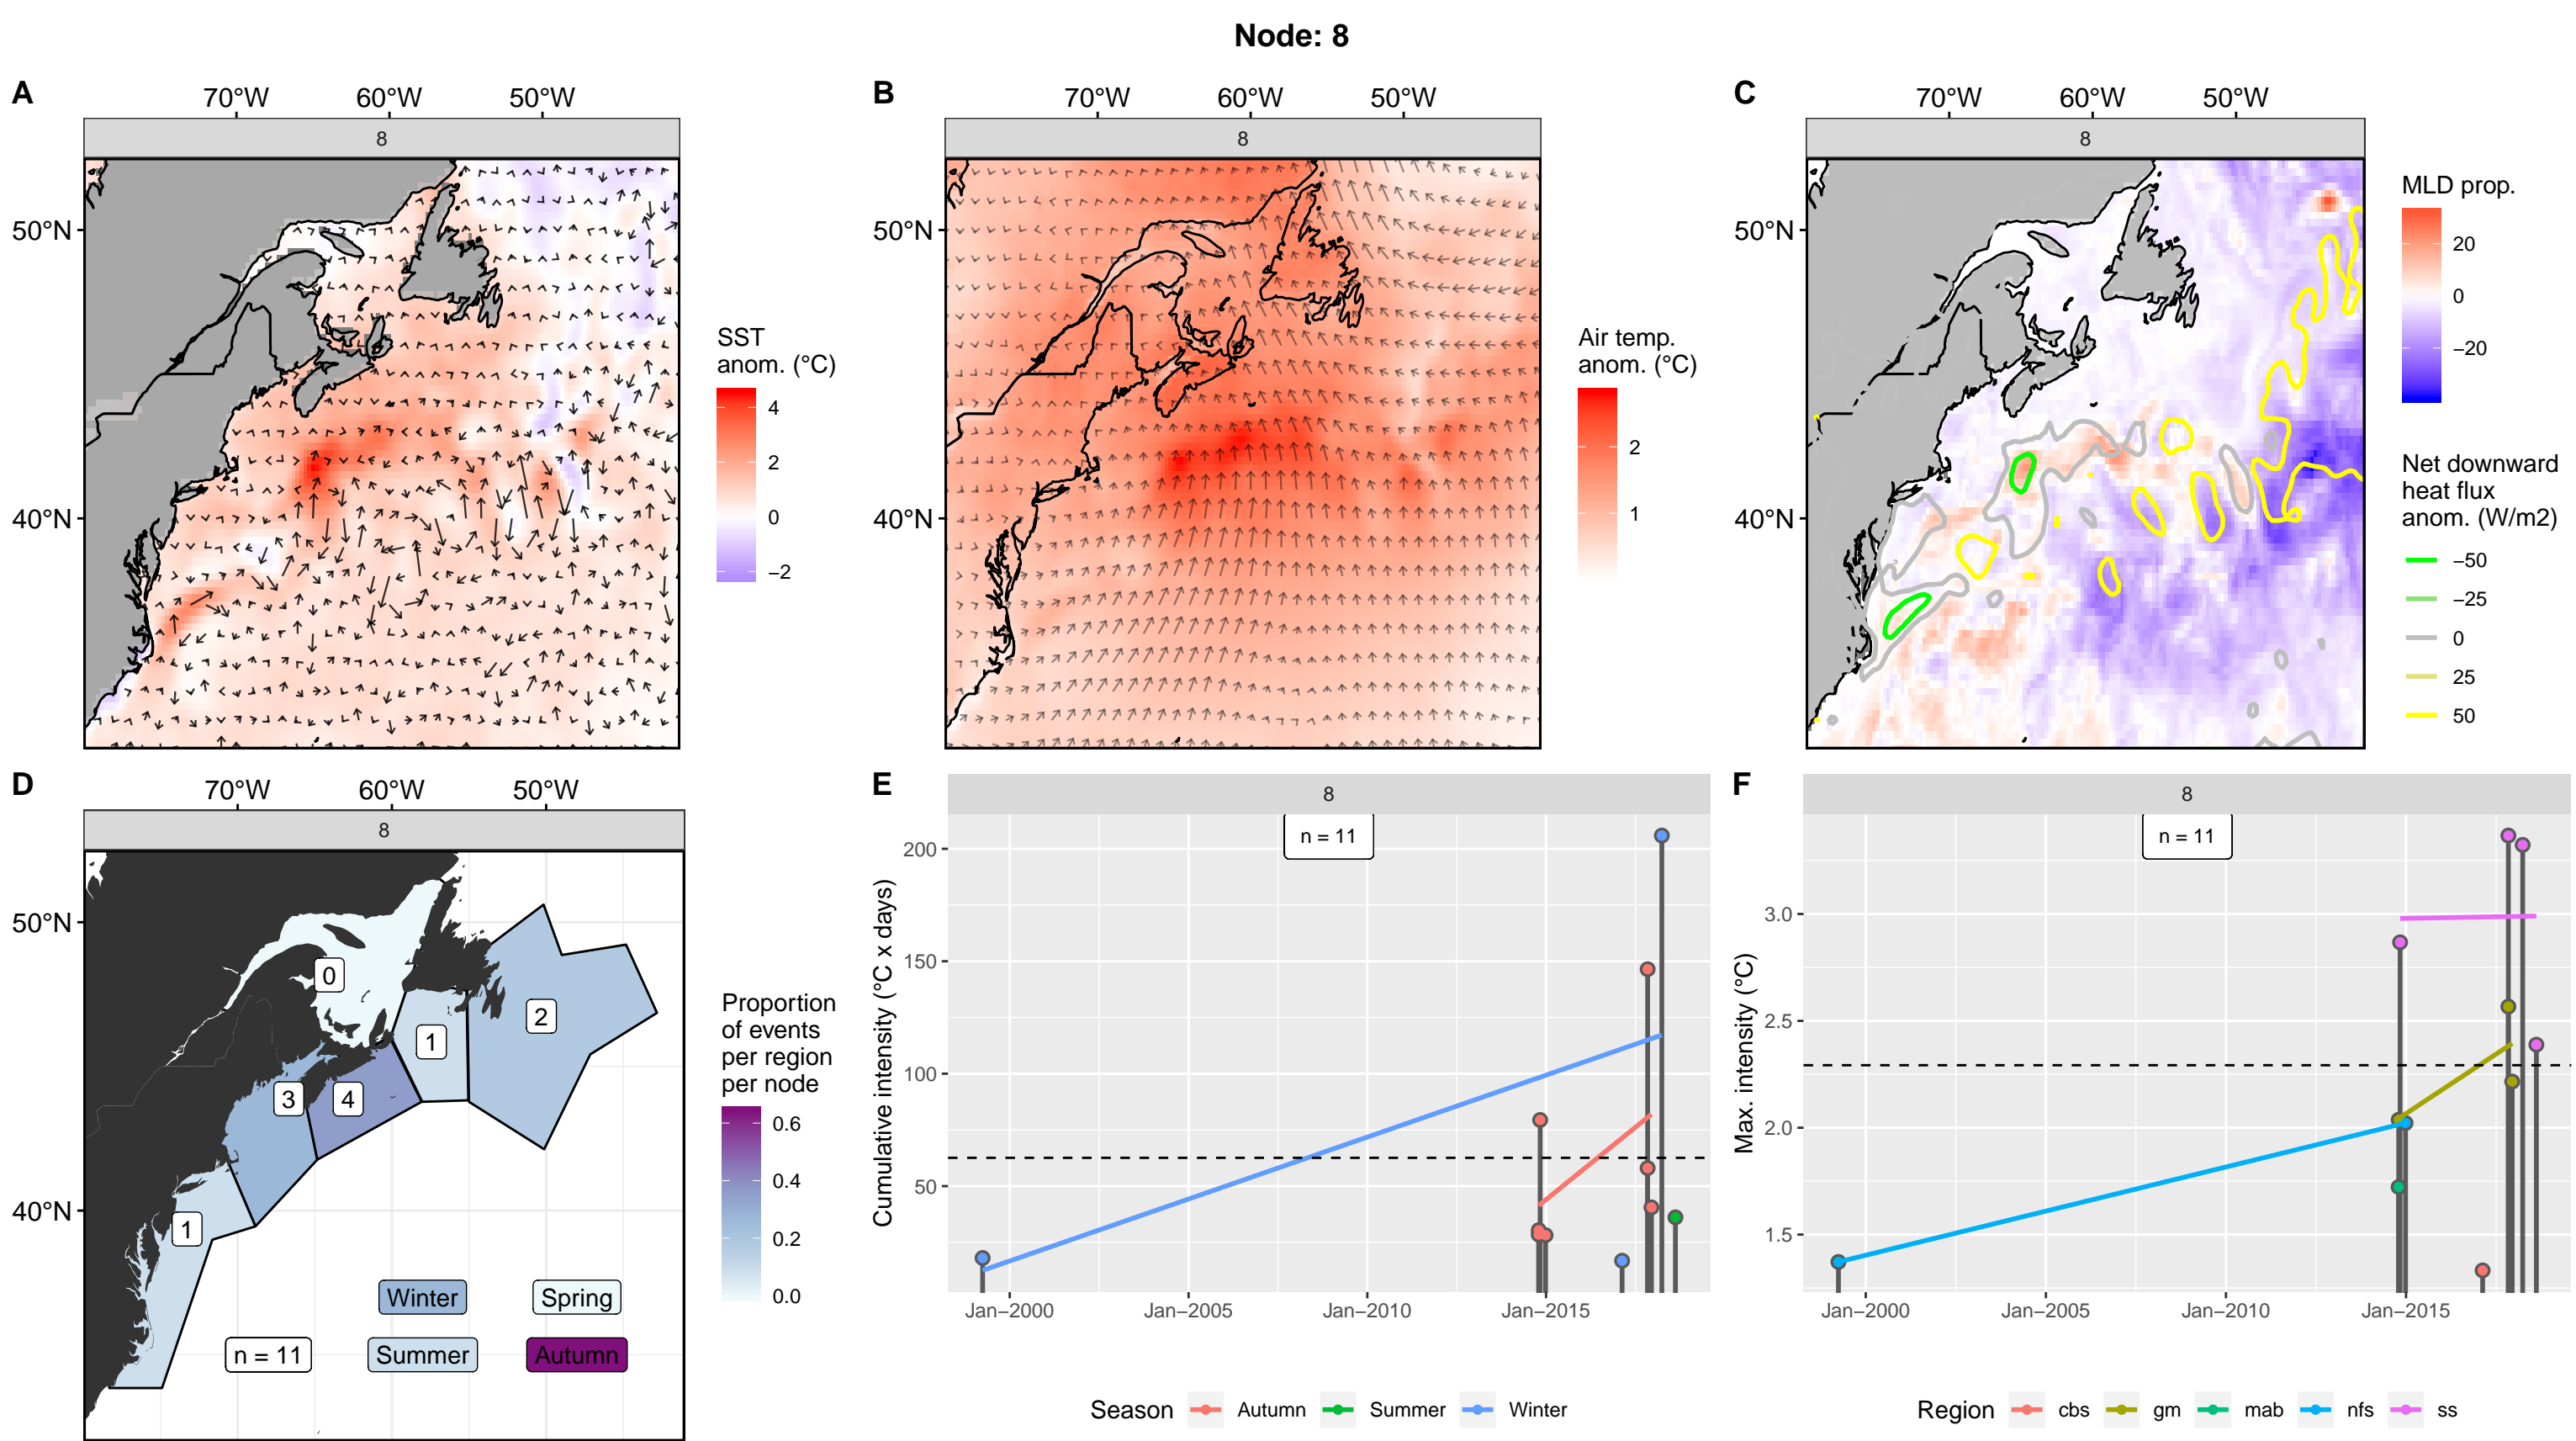 Node: 8
A
70°W 60°W 50°W
8
50°N
40°N
SST
anom. (°C)
4
2
0
−2
B
70°W 60°W 50°W
8
50°N
40°N
Air temp.
anom. (°C)
2
1
C
70°W 60°W 50°W
8
50°N
40°N
MLD prop.
20
0
−20
Net downward
heat flux
anom. (W/m2)
−50
−25
0
25
50
D
70°W 60°W 50°W
8
50°N
40°N
0
1
2
3
4
1
Winter
Spring
n = 11
Summer
Autumn
Proportion
of events
per region
per node
0.6
0.4
0.2
0.0
E
8
n = 11
Cumulative intensity (°C x days)
200
150
100
50
Jan−2000 Jan−2005 Jan−2010 Jan−2015
Season Autumn Summer Winter
F
8
n = 11
Max. intensity (°C)
3.0
2.5
2.0
1.5
Jan−2000 Jan−2005 Jan−2010 Jan−2015
Region cbs gm mab nfs ss